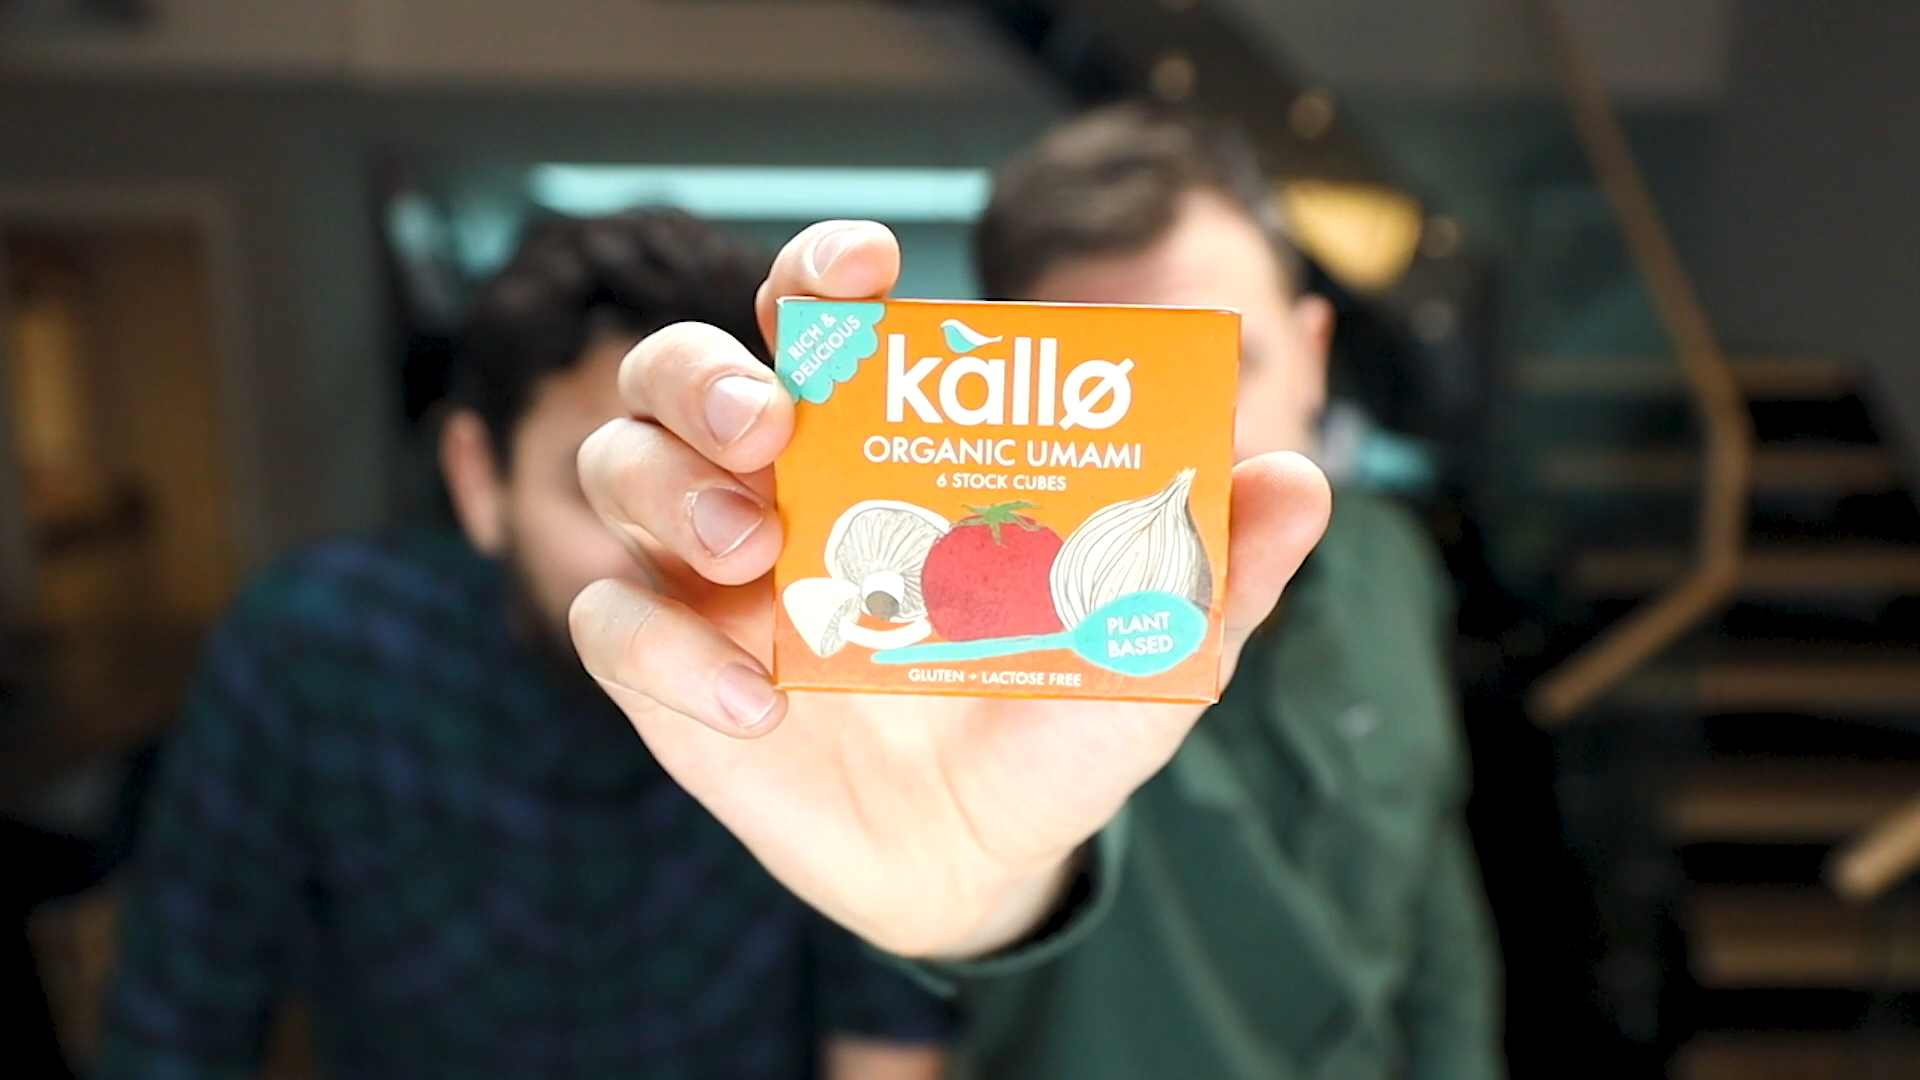 RICH &
DELICIOUS
kallø
ORGANIC UMAMI
6 STOCK CUBES
PLANT
BASED
GLUTEN + LACTOSE FREE